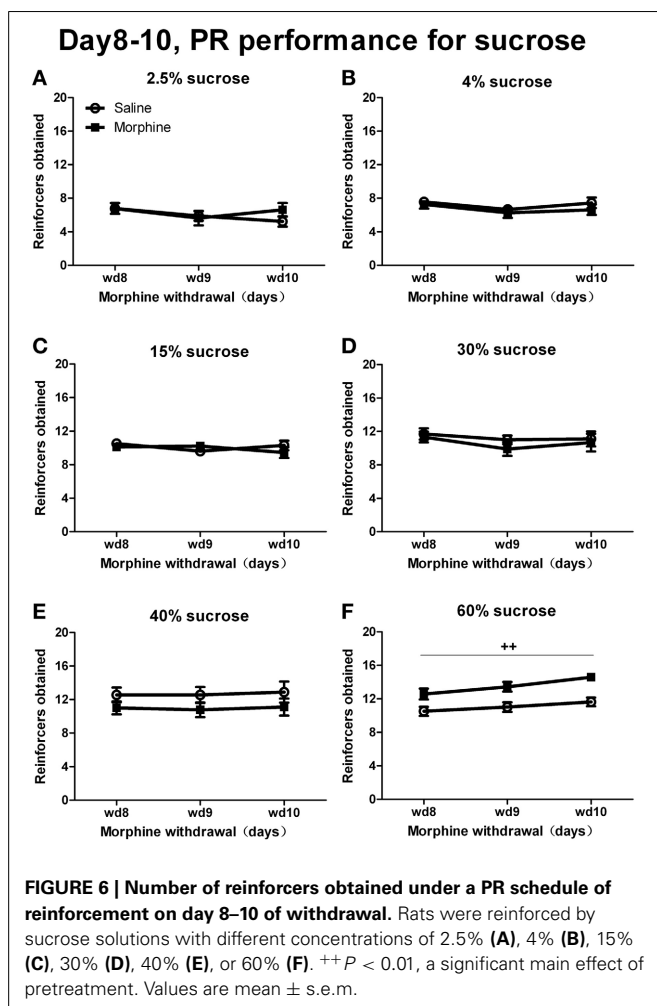 Day8-10, PR performance for sucrose
A
2.5% sucrose
Reinforcers obtained
20
16
12
8
4
0
Saline
Morphine
wd8 wd9 wd10
Morphine withdrawal (days)
B
4% sucrose
Reinforcers obtained
20
16
12
8
4
0
wd8 wd9 wd10
Morphine withdrawal (days)
C
15% sucrose
Reinforcers obtained
20
16
12
8
4
0
wd8 wd9 wd10
Morphine withdrawal (days)
D
30% sucrose
Reinforcers obtained
20
16
12
8
4
0
wd8 wd9 wd10
Morphine withdrawal (days)
E
40% sucrose
Reinforcers obtained
20
16
12
8
4
0
wd8 wd9 wd10
Morphine withdrawal (days)
F
60% sucrose
Reinforcers obtained
20
16
12
8
4
0
++
wd8 wd9 wd10
Morphine withdrawal (days)
FIGURE 6 | Number of reinforcers obtained under a PR schedule of
reinforcement on day 8–10 of withdrawal. Rats were reinforced by
sucrose solutions with different concentrations of 2.5% (A), 4% (B), 15%
(C), 30% (D), 40% (E), or 60% (F). ++P < 0.01, a significant main effect of
pretreatment. Values are mean ± s.e.m.